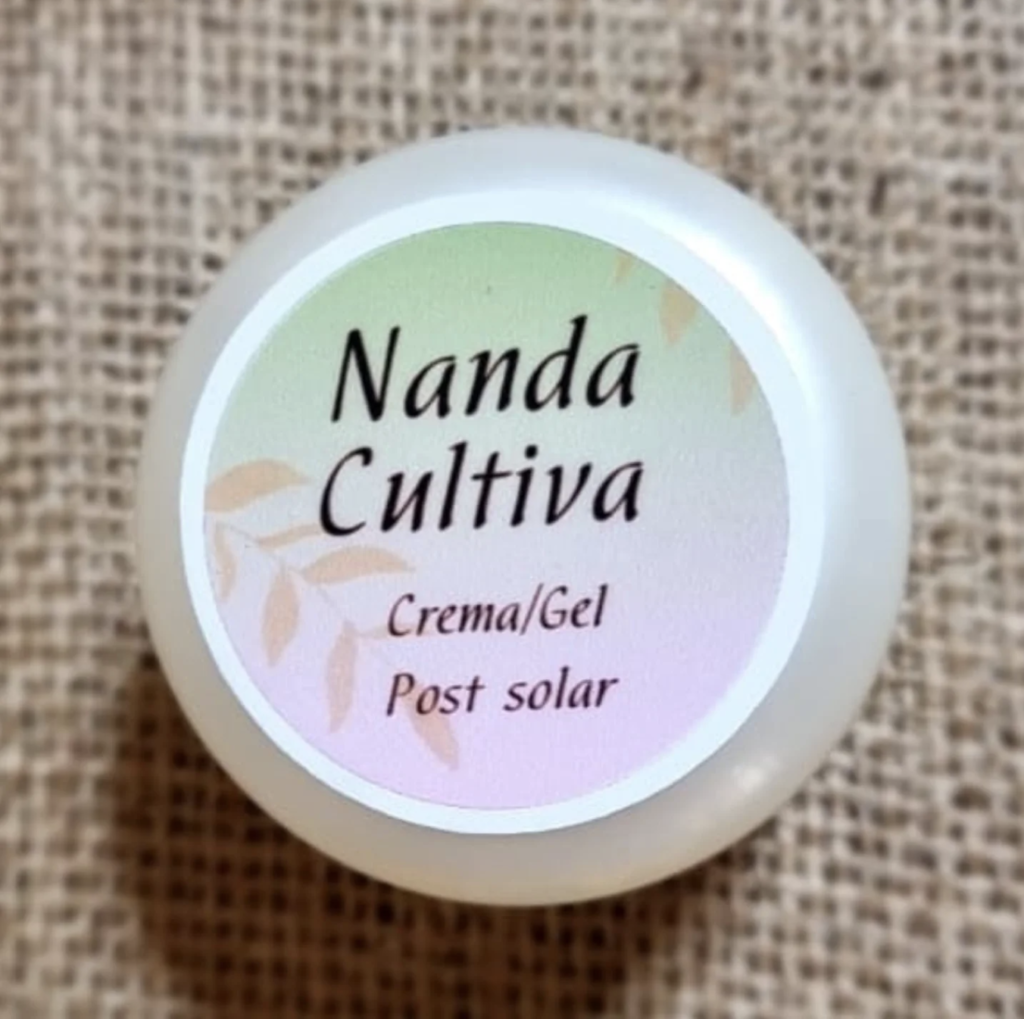 Nanda
Cultiva
Crema/Gel
Post solar